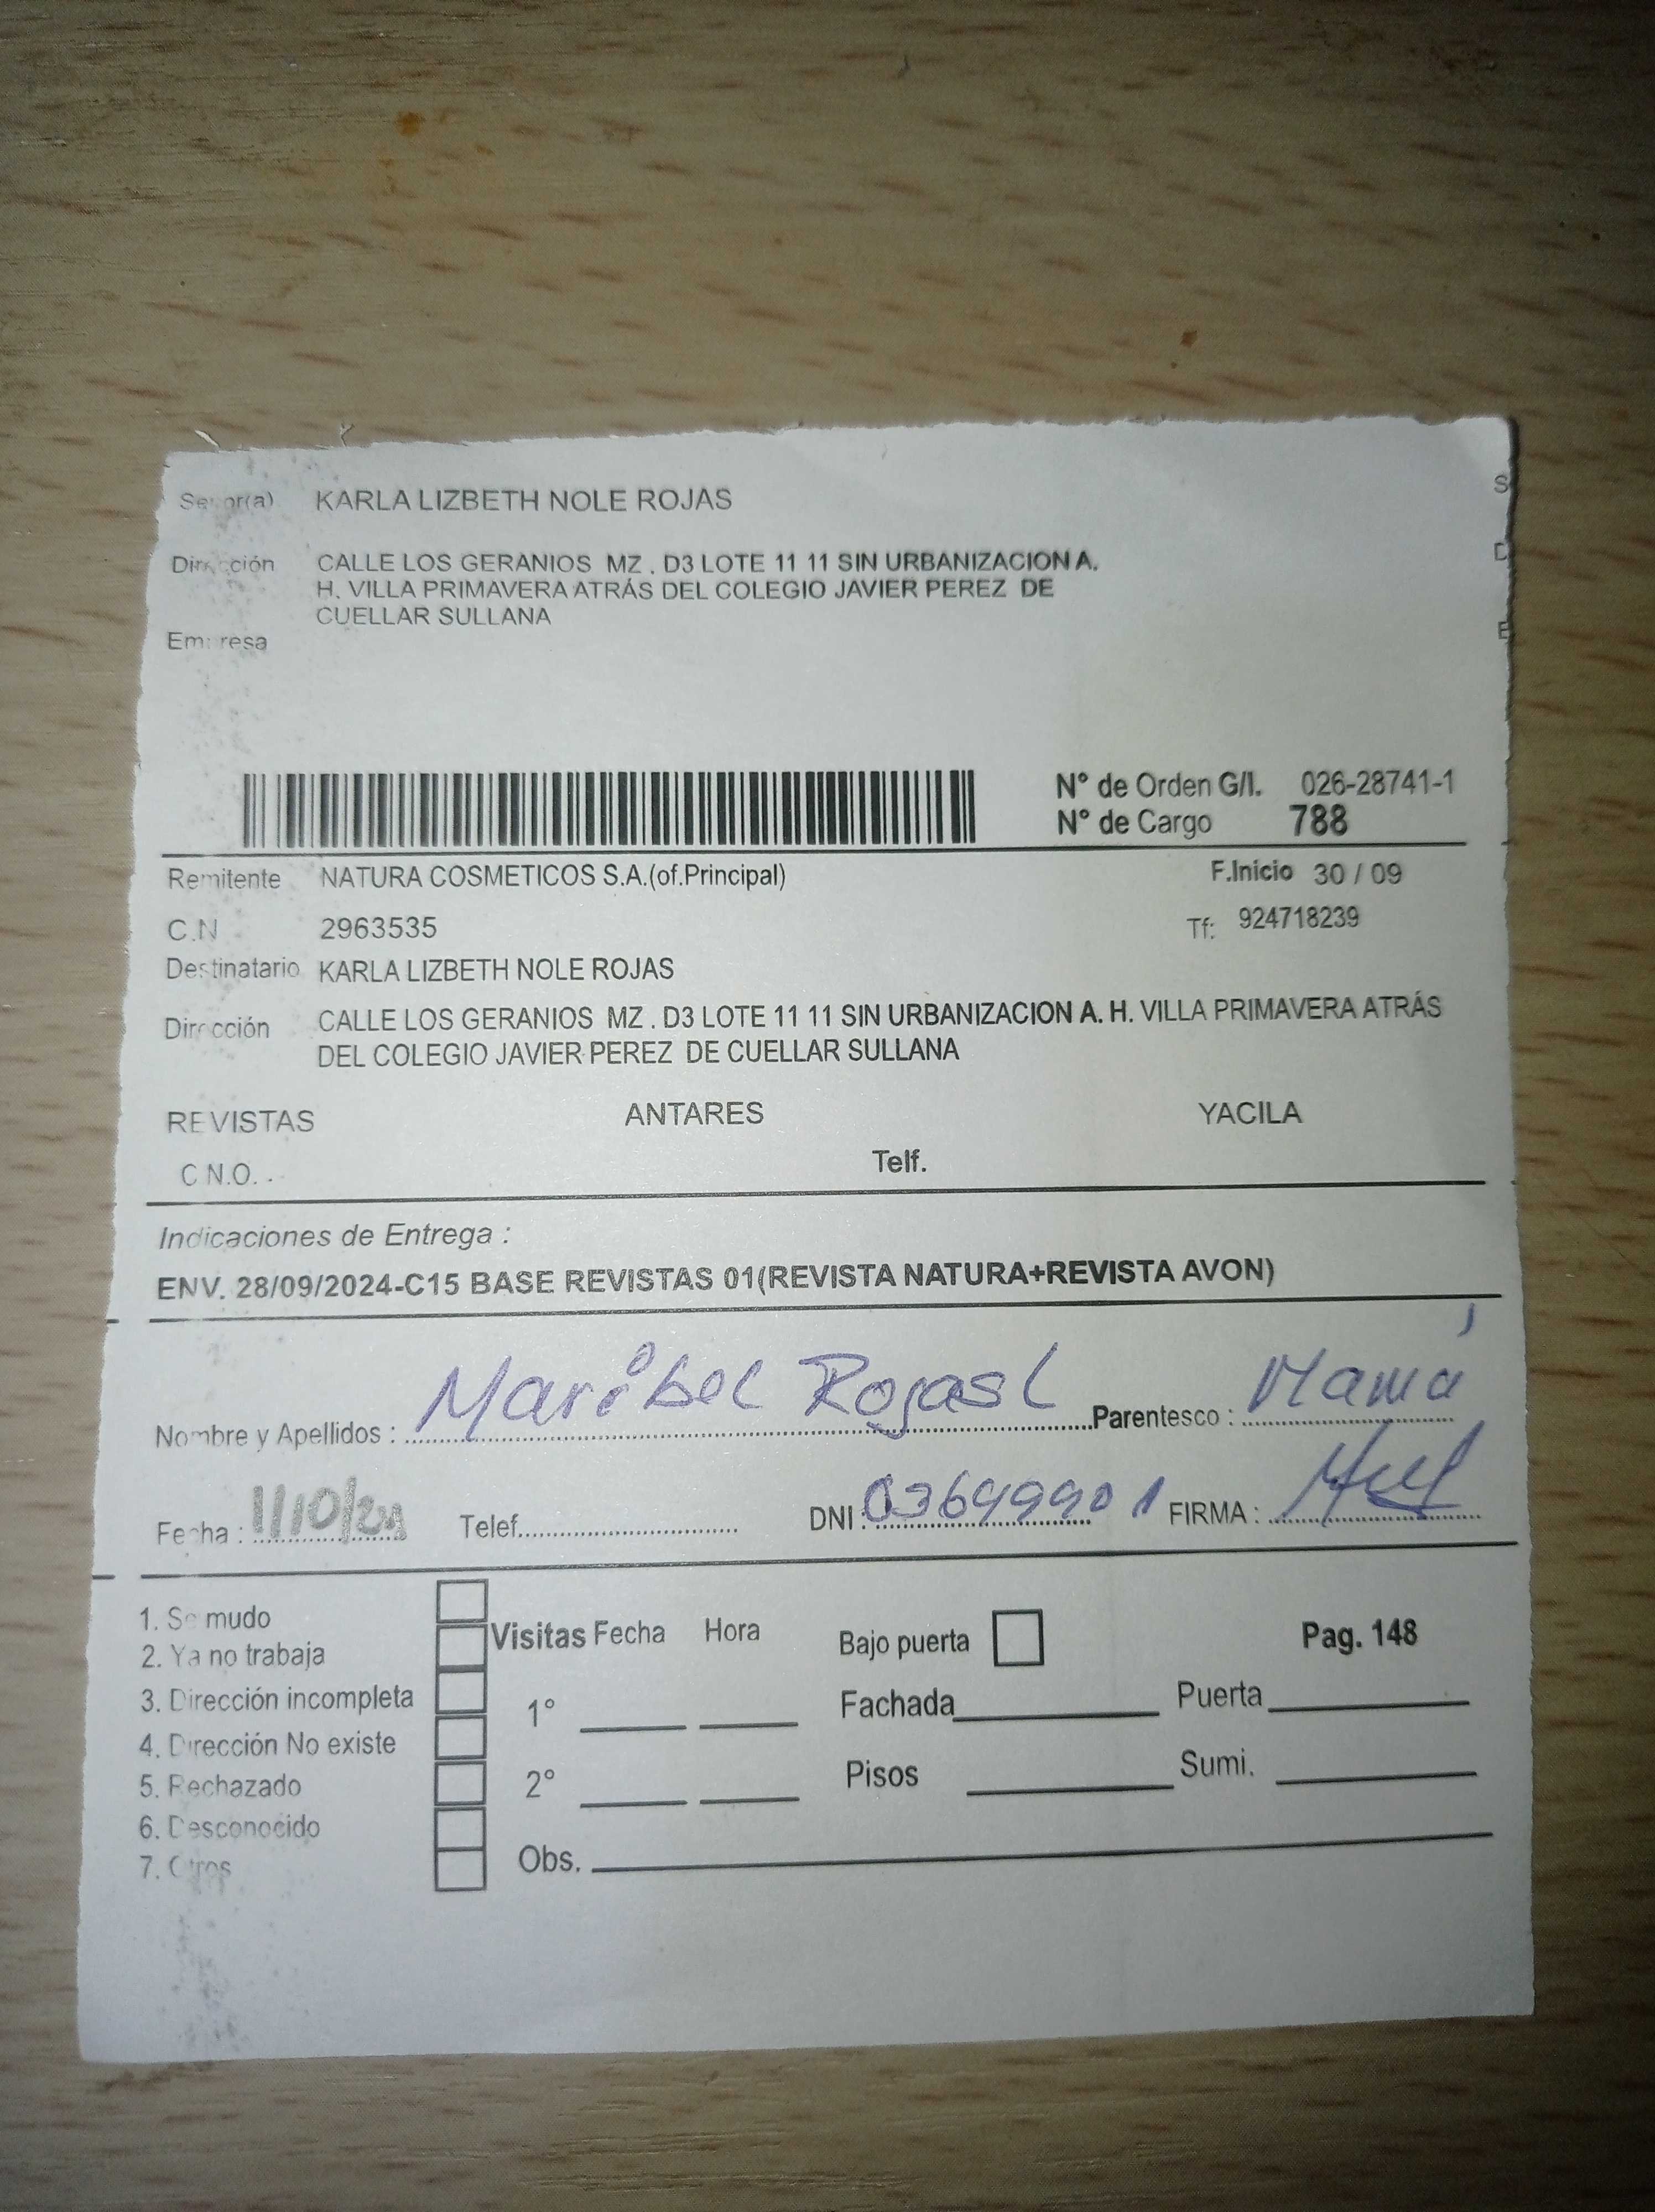 Señor(a) KARLA LIZBETH NOLE ROJAS
Dirección CALLE LOS GERANIOS MZ . D3 LOTE 11 11 SIN URBANIZACION A.
H. VILLA PRIMAVERA ATRÁS DEL COLEGIO JAVIER PEREZ DE
CUELLAR SULLANA
Empresa
S
D
E
N° de Orden G/I. 026-28741-1
N° de Cargo 788
Remitente NATURA COSMETICOS S.A.(of.Principal) F.Inicio 30 / 09
C.N 2963535 Tf: 924718239
Destinatario KARLA LIZBETH NOLE ROJAS
Dirección CALLE LOS GERANIOS MZ . D3 LOTE 11 11 SIN URBANIZACION A. H. VILLA PRIMAVERA ATRÁS
DEL COLEGIO JAVIER PEREZ DE CUELLAR SULLANA
REVISTAS ANTARES YACILA
C.N.O. . Telf.
Indicaciones de Entrega :
ENV. 28/09/2024-C15 BASE REVISTAS 01(REVISTA NATURA+REVISTA AVON)
Nombre y Apellidos : Maribel Rojas L Parentesco : Mamá
Fecha : 1/10/24 Telef. DNI : FIRMA :
1. Se mudo
2. Ya no trabaja
3. Dirección incompleta
4. Dirección No existe
5. Rechazado
6. Desconocido
7. Otros
Visitas Fecha Hora
1°
2°
Obs.
Bajo puerta Pag. 148
Fachada Puerta
Pisos Sumi.